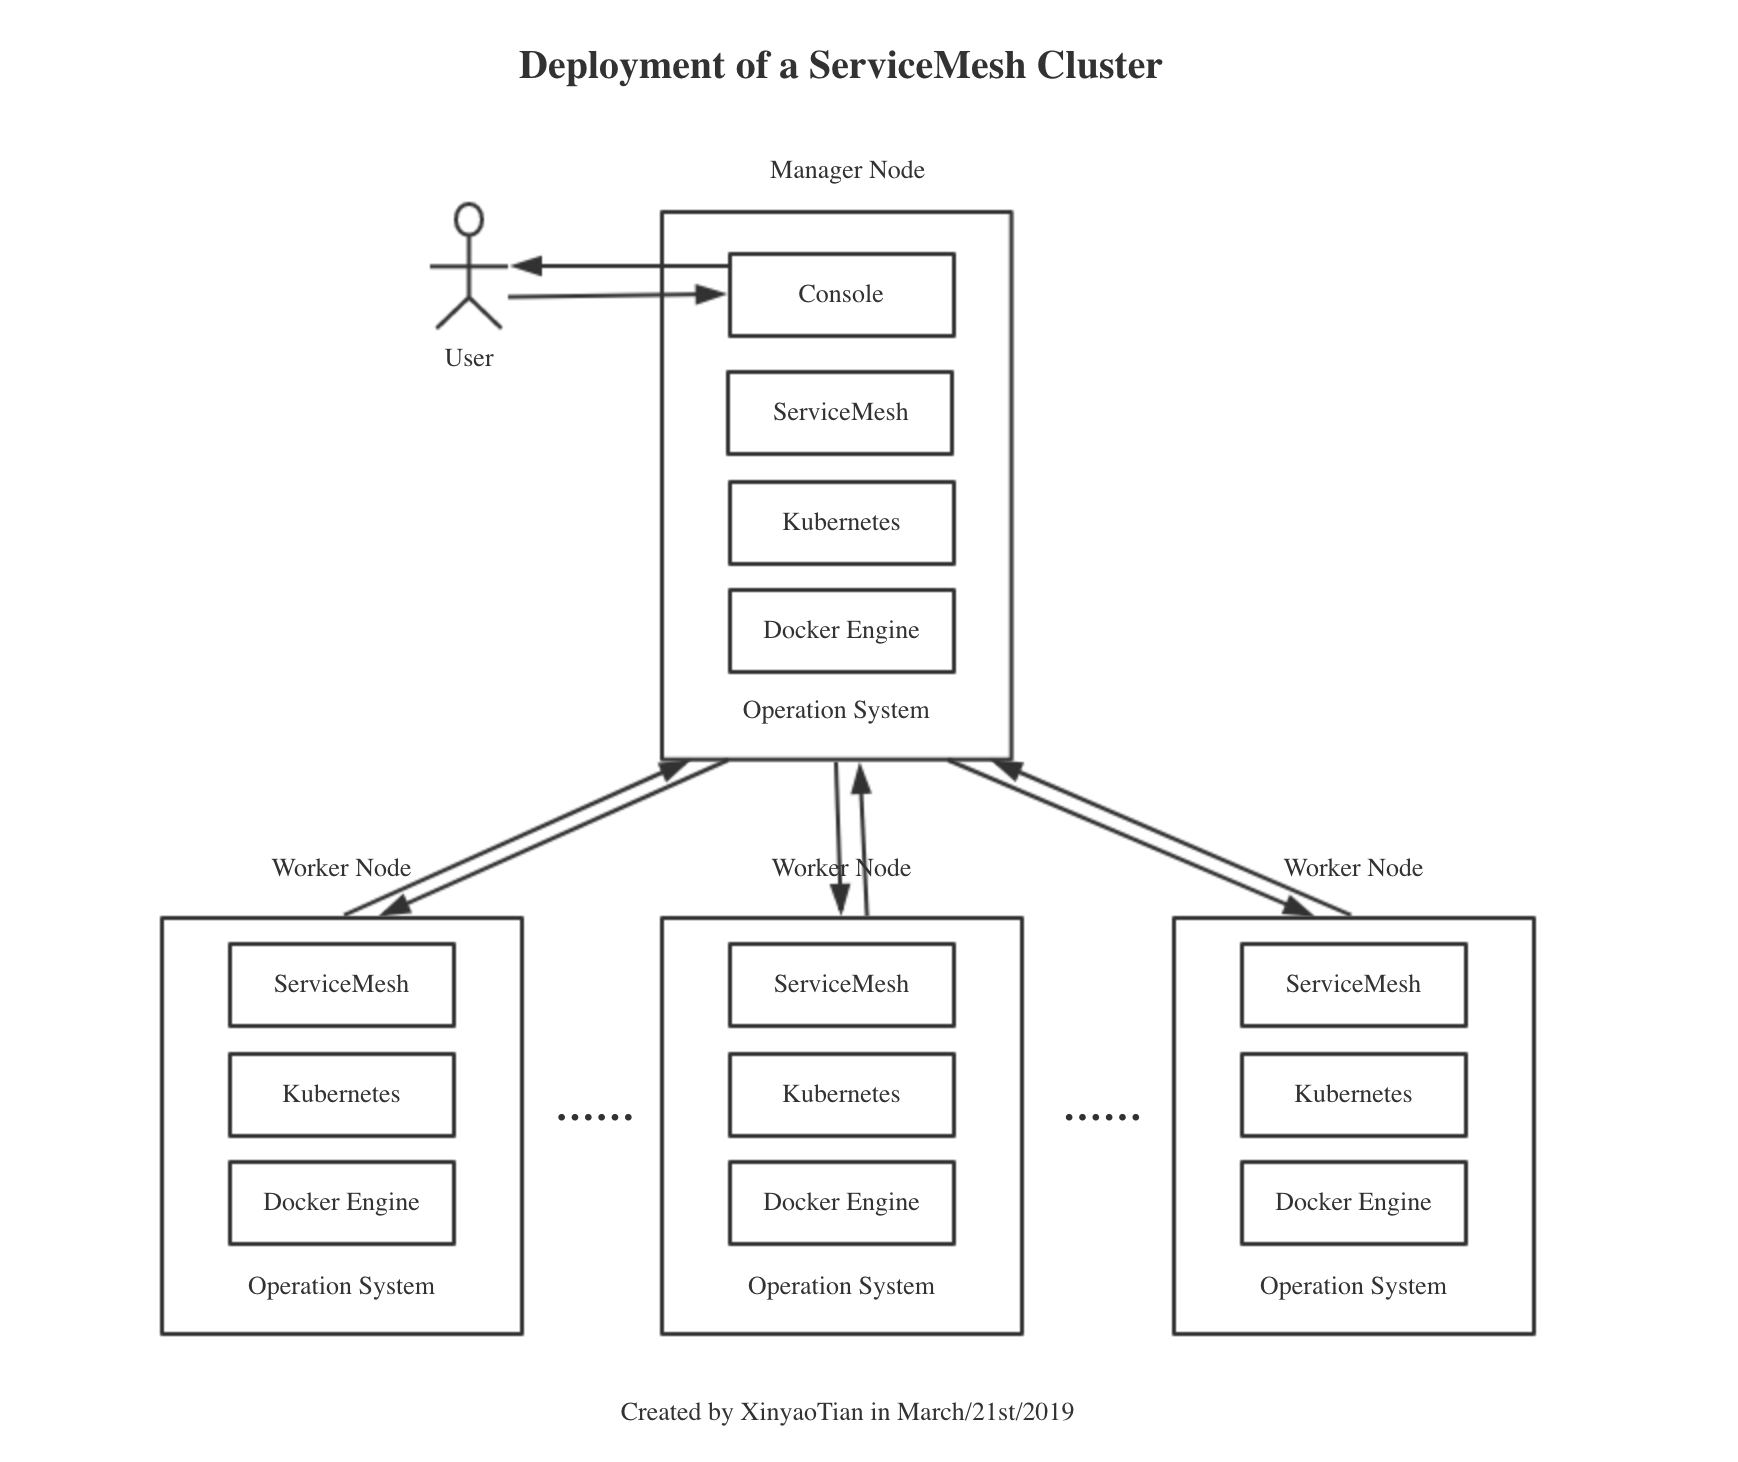 Deployment of a ServiceMesh Cluster
Manager Node
Console
User
ServiceMesh
Kubernetes
Docker Engine
Operation System
Worker Node
Worker Node
Worker Node
ServiceMesh
Kubernetes
Docker Engine
Operation System
......
ServiceMesh
Kubernetes
Docker Engine
Operation System
......
ServiceMesh
Kubernetes
Docker Engine
Operation System
Created by XinyaoTian in March/21st/2019